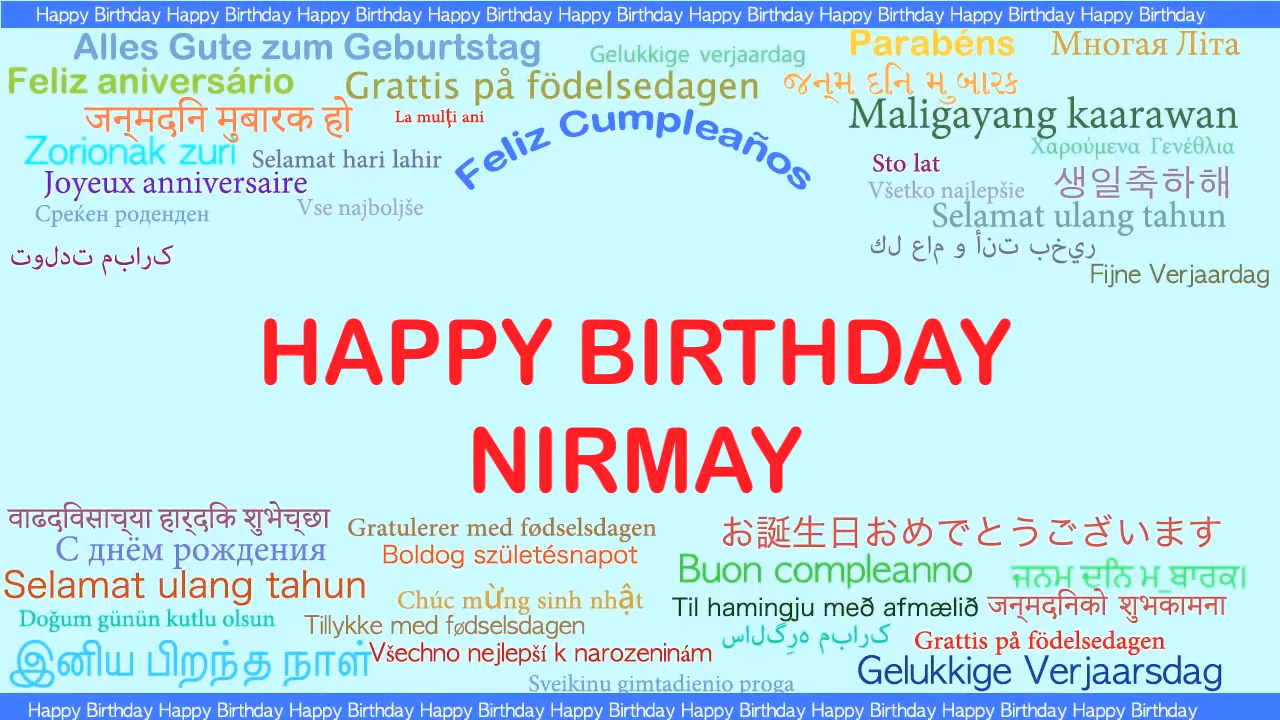 Happy Birthday Happy Birthday Happy Birthday Happy Birthday Happy Birthday Happy Birthday Happy Birthday Happy Birthday Happy Birthday
Alles Gute zum Geburtstag
Gelukkige verjaardag
Parabéns
Многая Літа
Feliz aniversário
Grattis på födelsedagen
જન્મ દિન મુબારક
जन्मदिन मुबारक हो
La mulţi ani
Feliz Cumpleaños
Maligayang kaarawan
Zorionak zuri
Selamat hari lahir
Χαρούμενα Γενέθλια
Sto lat
Joyeux anniversaire
Všetko najlepšie
생일축하해
Среќен роденден
Vse najboljše
Selamat ulang tahun
تولدت مبارک
كل عام و أنت بخير
Fijne Verjaardag
HAPPY BIRTHDAY
NIRMAY
वाढदिवसाच्या हार्दिक शुभेच्छा
Gratulerer med fødselsdagen
お誕生日おめでとうございます
С днём рождения
Boldog születésnapot
Buon compleanno
ਜਨਮ ਦਿਨ ਮੁਬਾਰਕ।
Selamat ulang tahun
Chúc mừng sinh nhật
Til hamingju með afmælið
जन्मदिनको शुभकामना
Doğum günün kutlu olsun
Tillykke med fødselsdagen
سالگرہ مبارک
Grattis på födelsedagen
இனிய பிறந்த நாள்
Všechno nejlepší k narozeninám
Gelukkige Verjaarsdag
Sveikinu gimtadienio proga
Happy Birthday Happy Birthday Happy Birthday Happy Birthday Happy Birthday Happy Birthday Happy Birthday Happy Birthday Happy Birthday